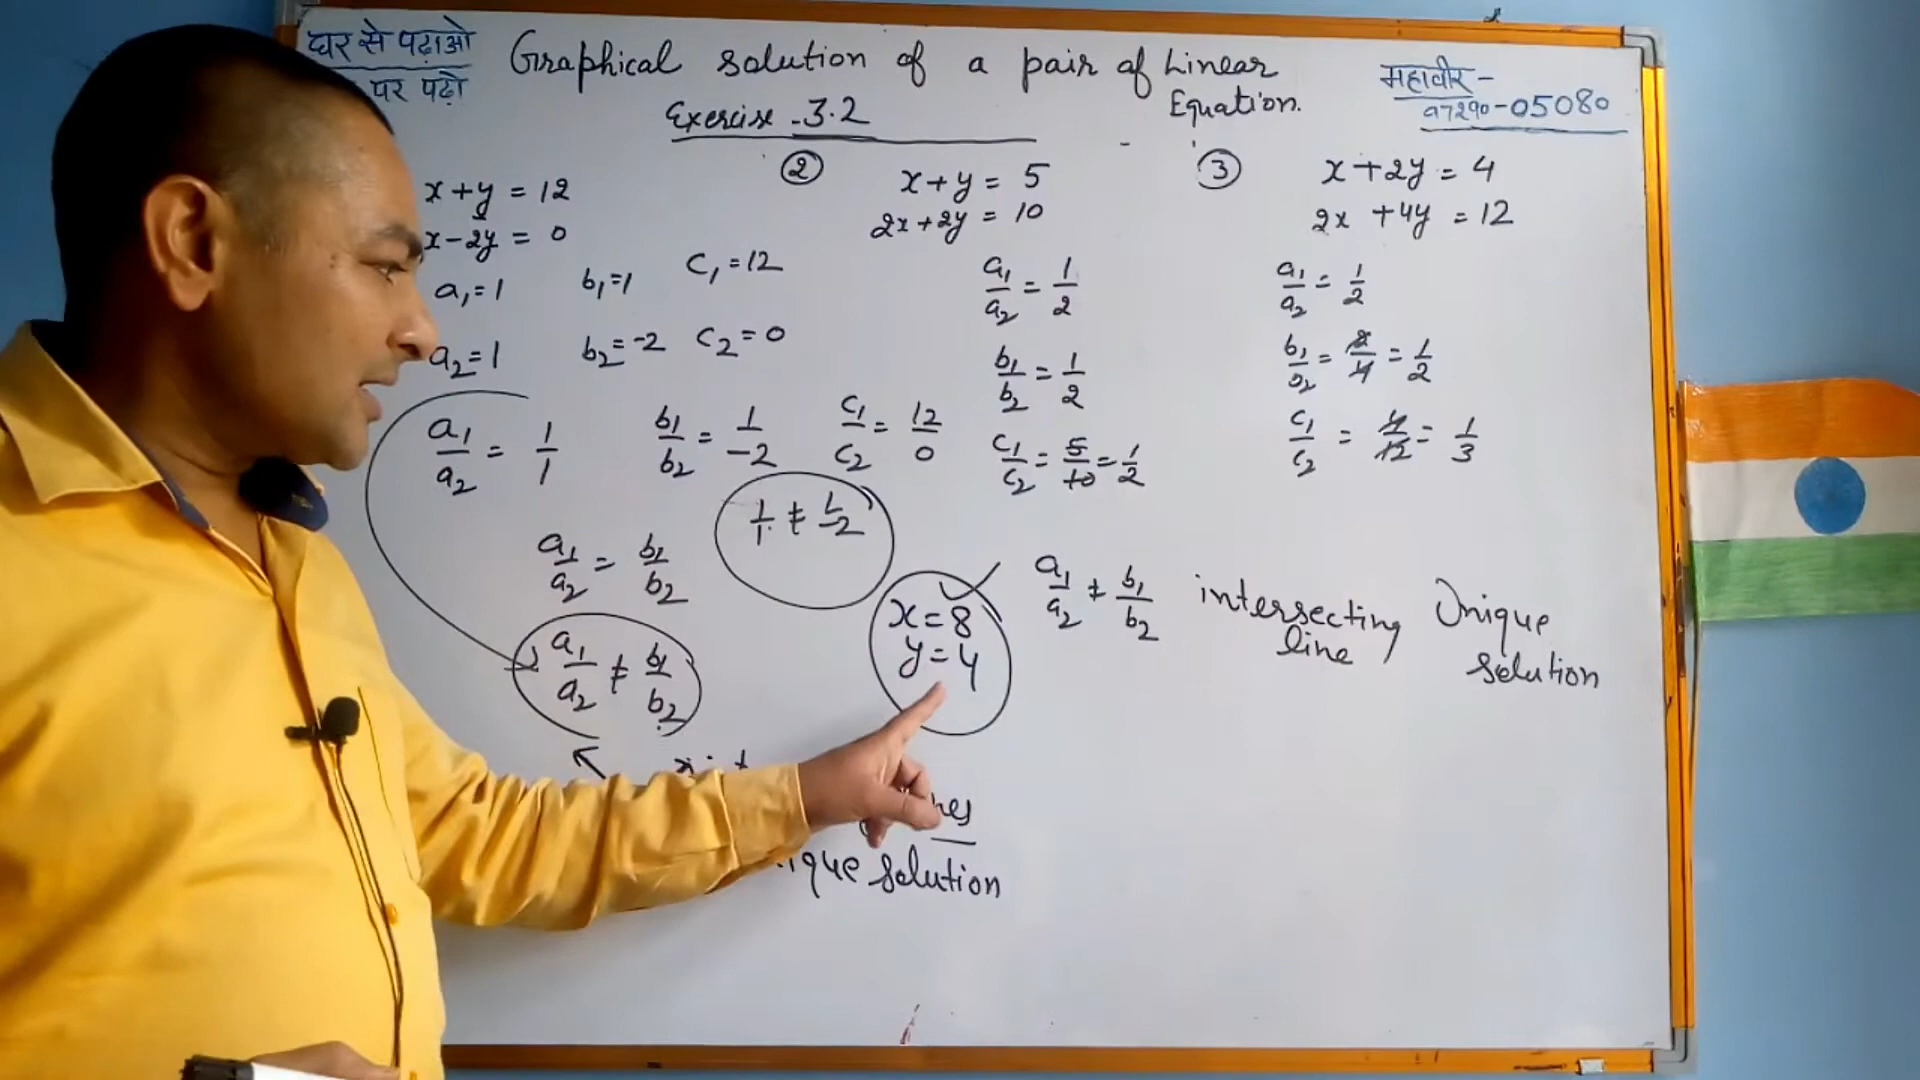 घर से पढ़ाओ
पर पढ़ो
Graphical solution of a pair of Linear
Equation.
Exercise - 3.2
महावीर -
97290-05080
x + y = 12
x - 2y = 0
a₁ = 1 b₁ = 1 c₁ = 12
a₂ = 1 b₂ = -2 c₂ = 0
a₁/a₂ = 1/1 b₁/b₂ = 1/-2 c₁/c₂ = 12/0
1/1 ≠ 1/-2
a₁/a₂ = b₁/b₂
a₁/a₂ ≠ b₁/b₂
x = 8
y = 4
solution
②
x + y = 5
2x + 2y = 10
a₁/a₂ = 1/2
b₁/b₂ = 1/2
c₁/c₂ = 5/10 = 1/2
③
x + 2y = 4
2x + 4y = 12
a₁/a₂ = 1/2
b₁/b₂ = 2/4 = 1/2
c₁/c₂ = 4/12 = 1/3
a₁/a₂ ≠ b₁/b₂ intersecting line Unique solution